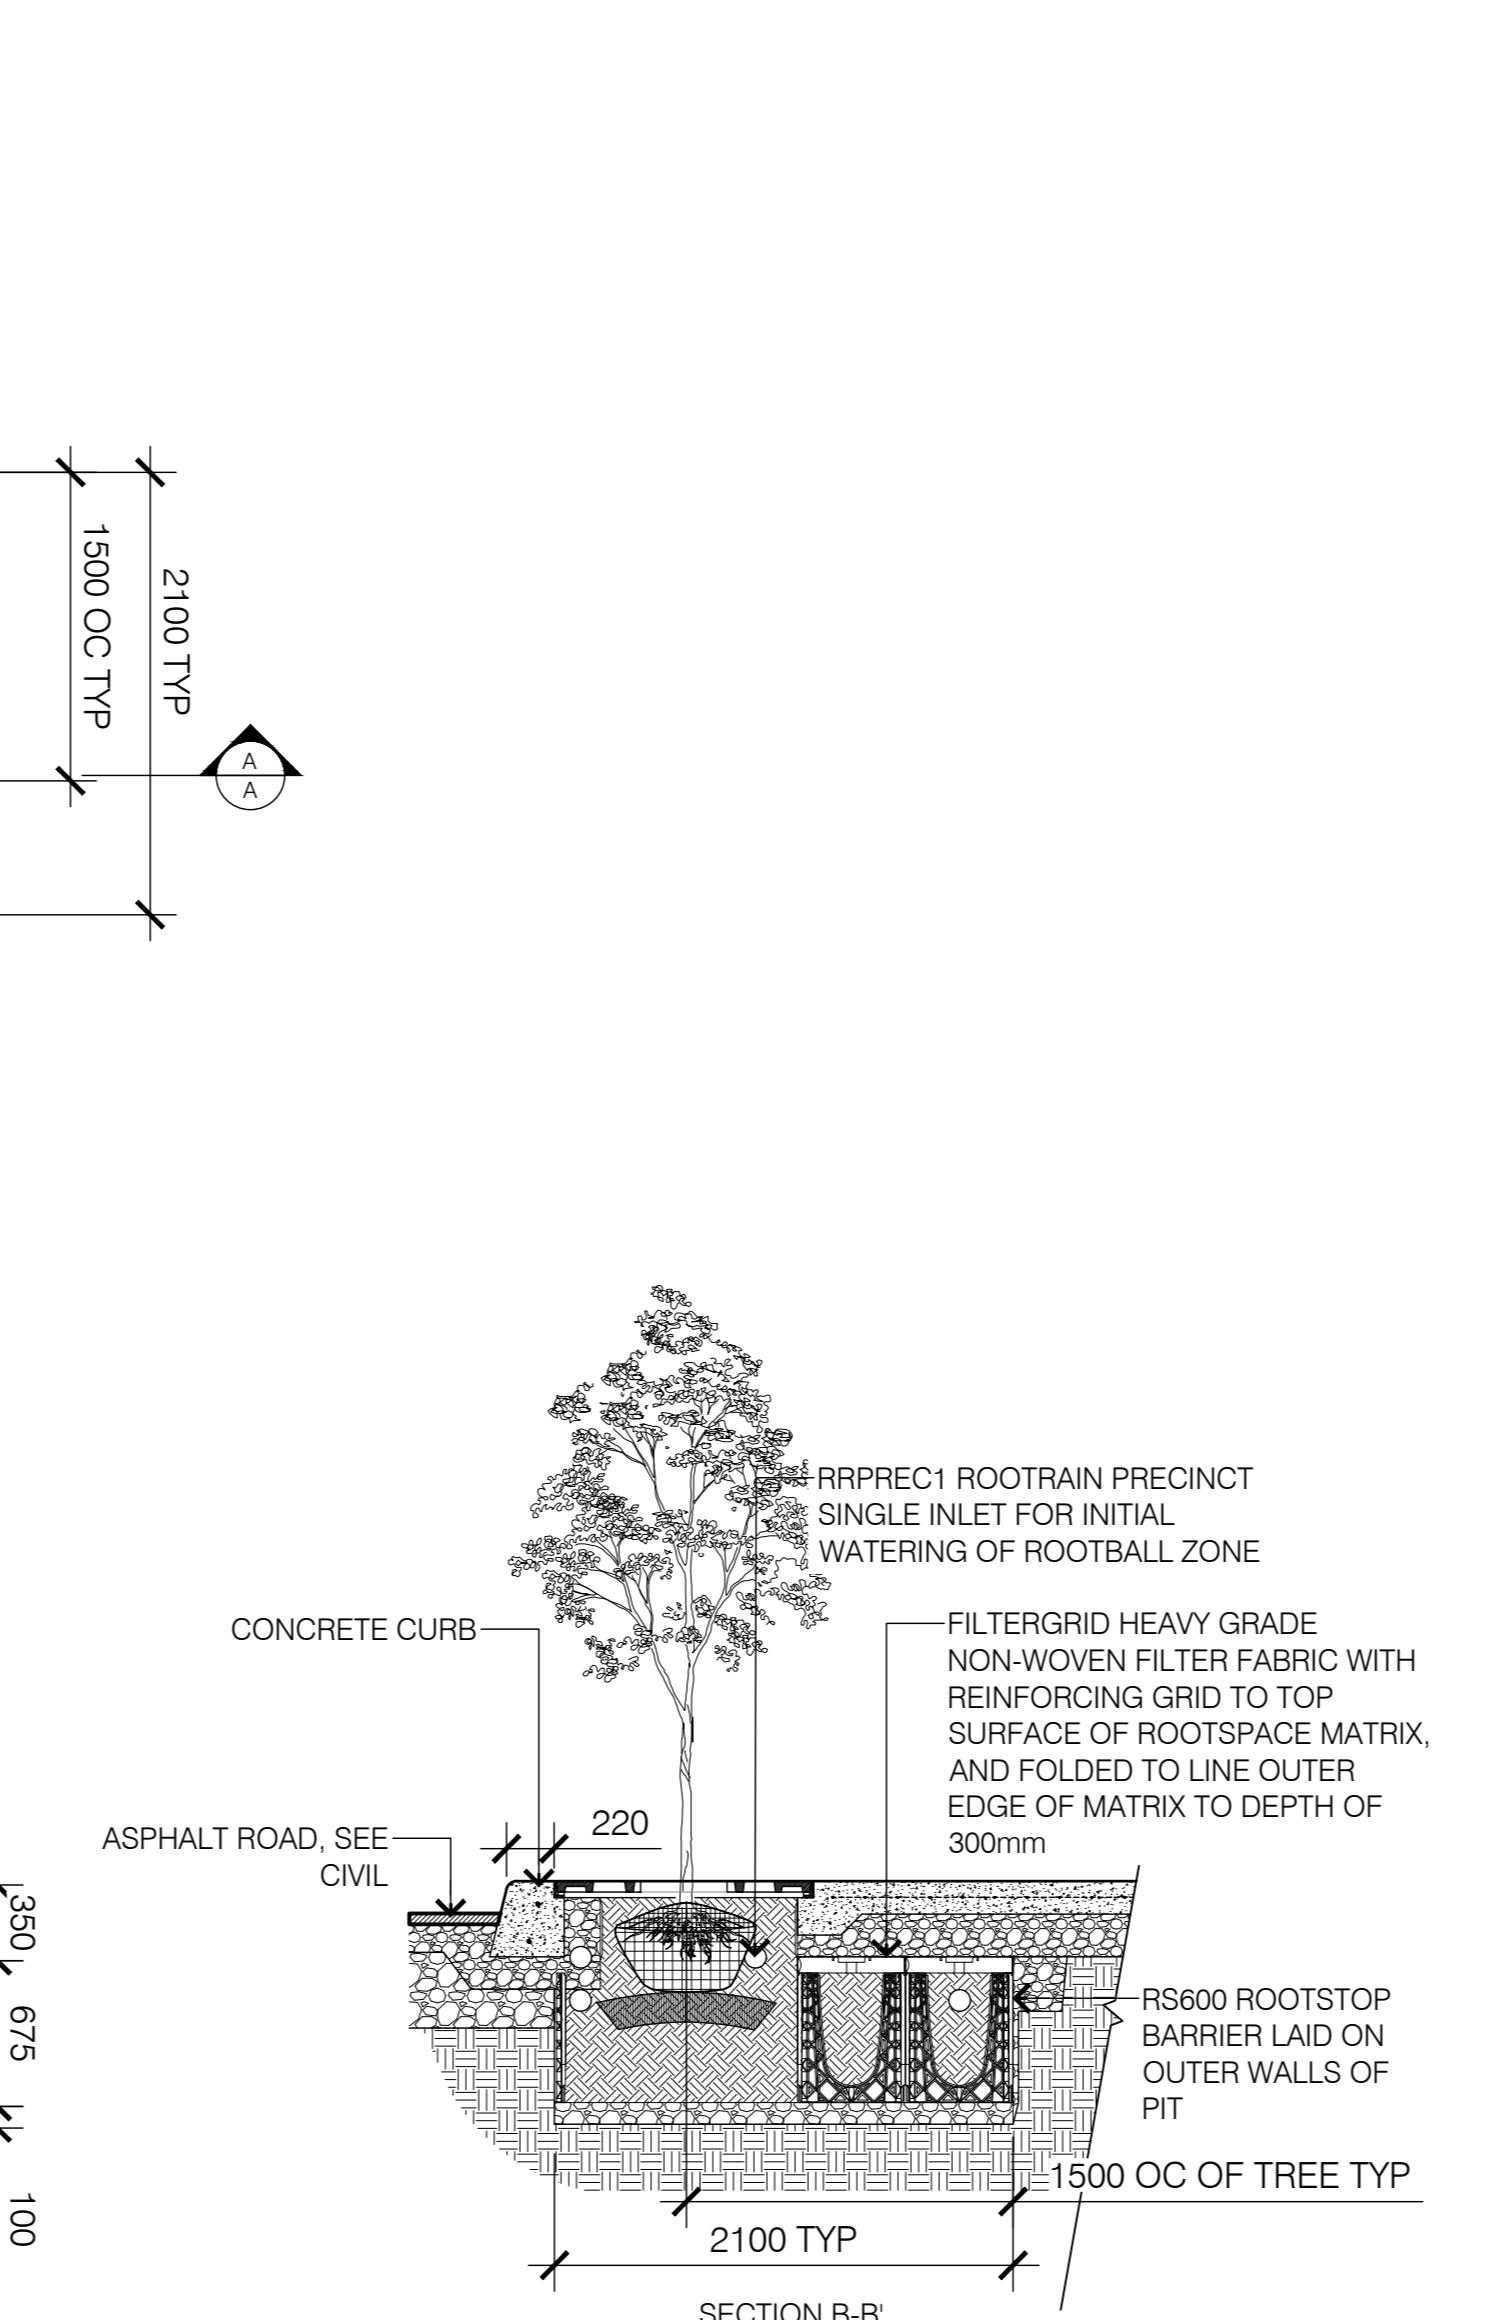 1500 OC TYP
2100 TYP
A
A
RRPREC1 ROOTRAIN PRECINCT
SINGLE INLET FOR INITIAL
WATERING OF ROOTBALL ZONE
CONCRETE CURB
FILTERGRID HEAVY GRADE
NON-WOVEN FILTER FABRIC WITH
REINFORCING GRID TO TOP
SURFACE OF ROOTSPACE MATRIX,
AND FOLDED TO LINE OUTER
EDGE OF MATRIX TO DEPTH OF
300mm
220
ASPHALT ROAD, SEE
CIVIL
350
675
100
RS600 ROOTSTOP
BARRIER LAID ON
OUTER WALLS OF
PIT
1500 OC OF TREE TYP
2100 TYP
SECTION B-B'